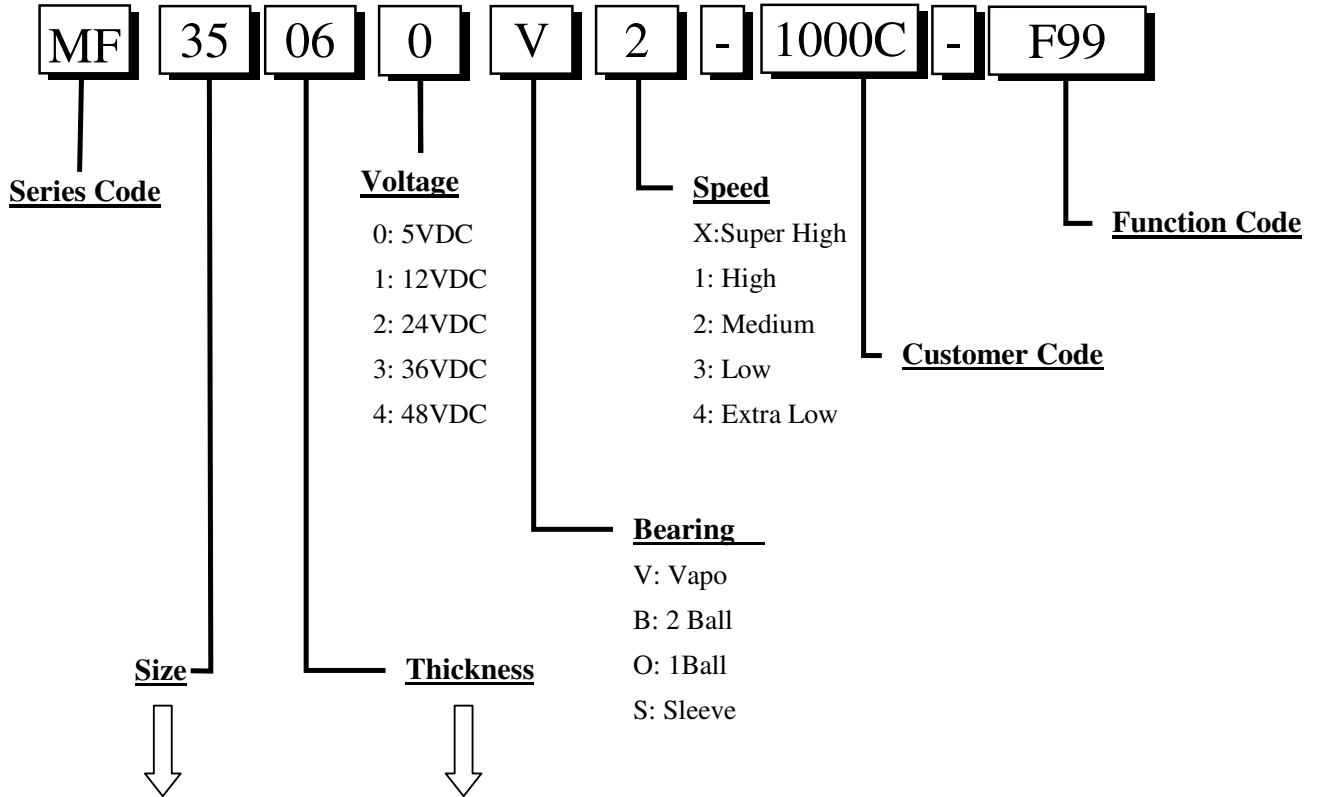 MF 35 06 0 V 2 - 1000C - F99
Series Code
Voltage
0: 5VDC
1: 12VDC
2: 24VDC
3: 36VDC
4: 48VDC
Speed
X:Super High
1: High
2: Medium
3: Low
4: Extra Low
Function Code
Customer Code
Bearing
V: Vapo
B: 2 Ball
O: 1Ball
S: Sleeve
Size
Thickness